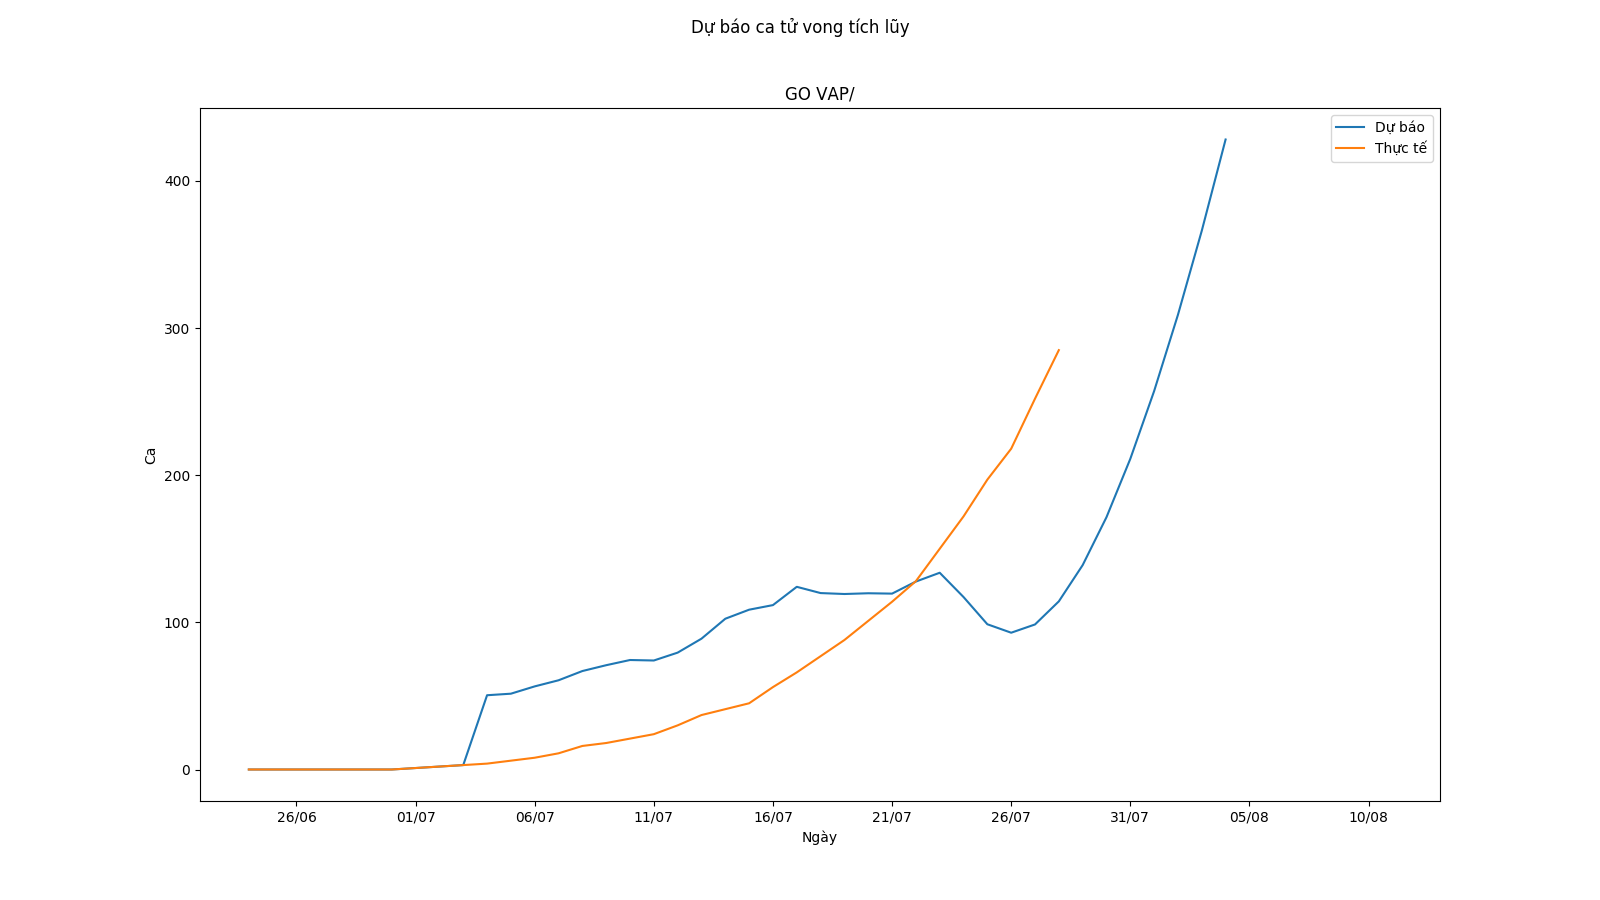 Dự báo ca tử vong tích lũy
GO VAP/
Dự báo
Thực tế
400
300
200
100
0
Ca
26/06
01/07
06/07
11/07
16/07
21/07
26/07
31/07
05/08
10/08
Ngày